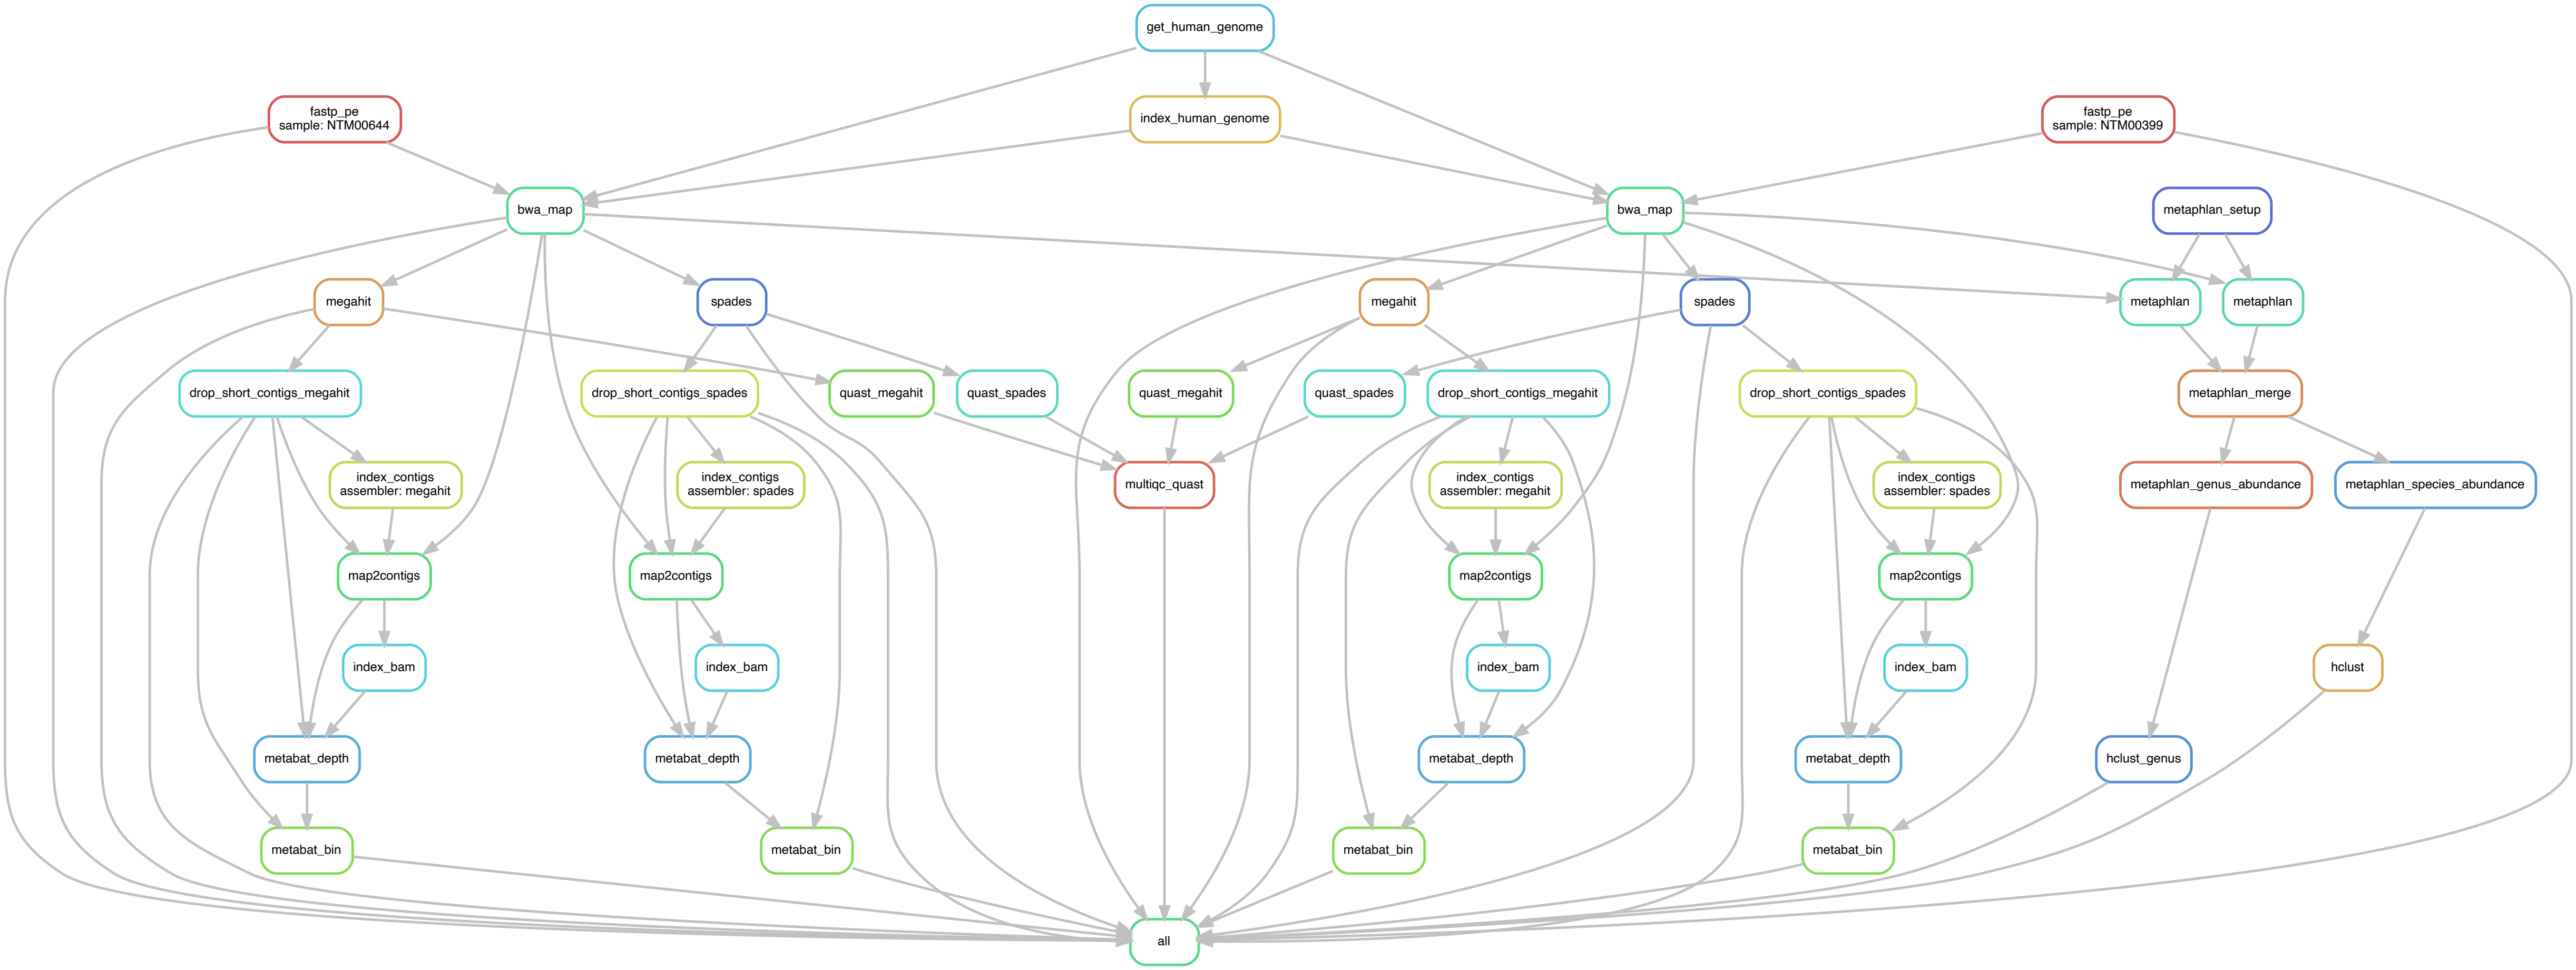 get_human_genome
fastp_pe
sample: NTM00644
index_human_genome
fastp_pe
sample: NTM00399
bwa_map
bwa_map
metaphlan_setup
megahit
spades
megahit
spades
metaphlan
metaphlan
drop_short_contigs_megahit
drop_short_contigs_spades
quast_megahit
quast_spades
quast_megahit
quast_spades
drop_short_contigs_megahit
drop_short_contigs_spades
metaphlan_merge
index_contigs
assembler: megahit
index_contigs
assembler: spades
multiqc_quast
index_contigs
assembler: megahit
index_contigs
assembler: spades
metaphlan_genus_abundance
metaphlan_species_abundance
map2contigs
map2contigs
map2contigs
map2contigs
index_bam
index_bam
index_bam
index_bam
hclust
metabat_depth
metabat_depth
metabat_depth
metabat_depth
hclust_genus
metabat_bin
metabat_bin
metabat_bin
metabat_bin
all